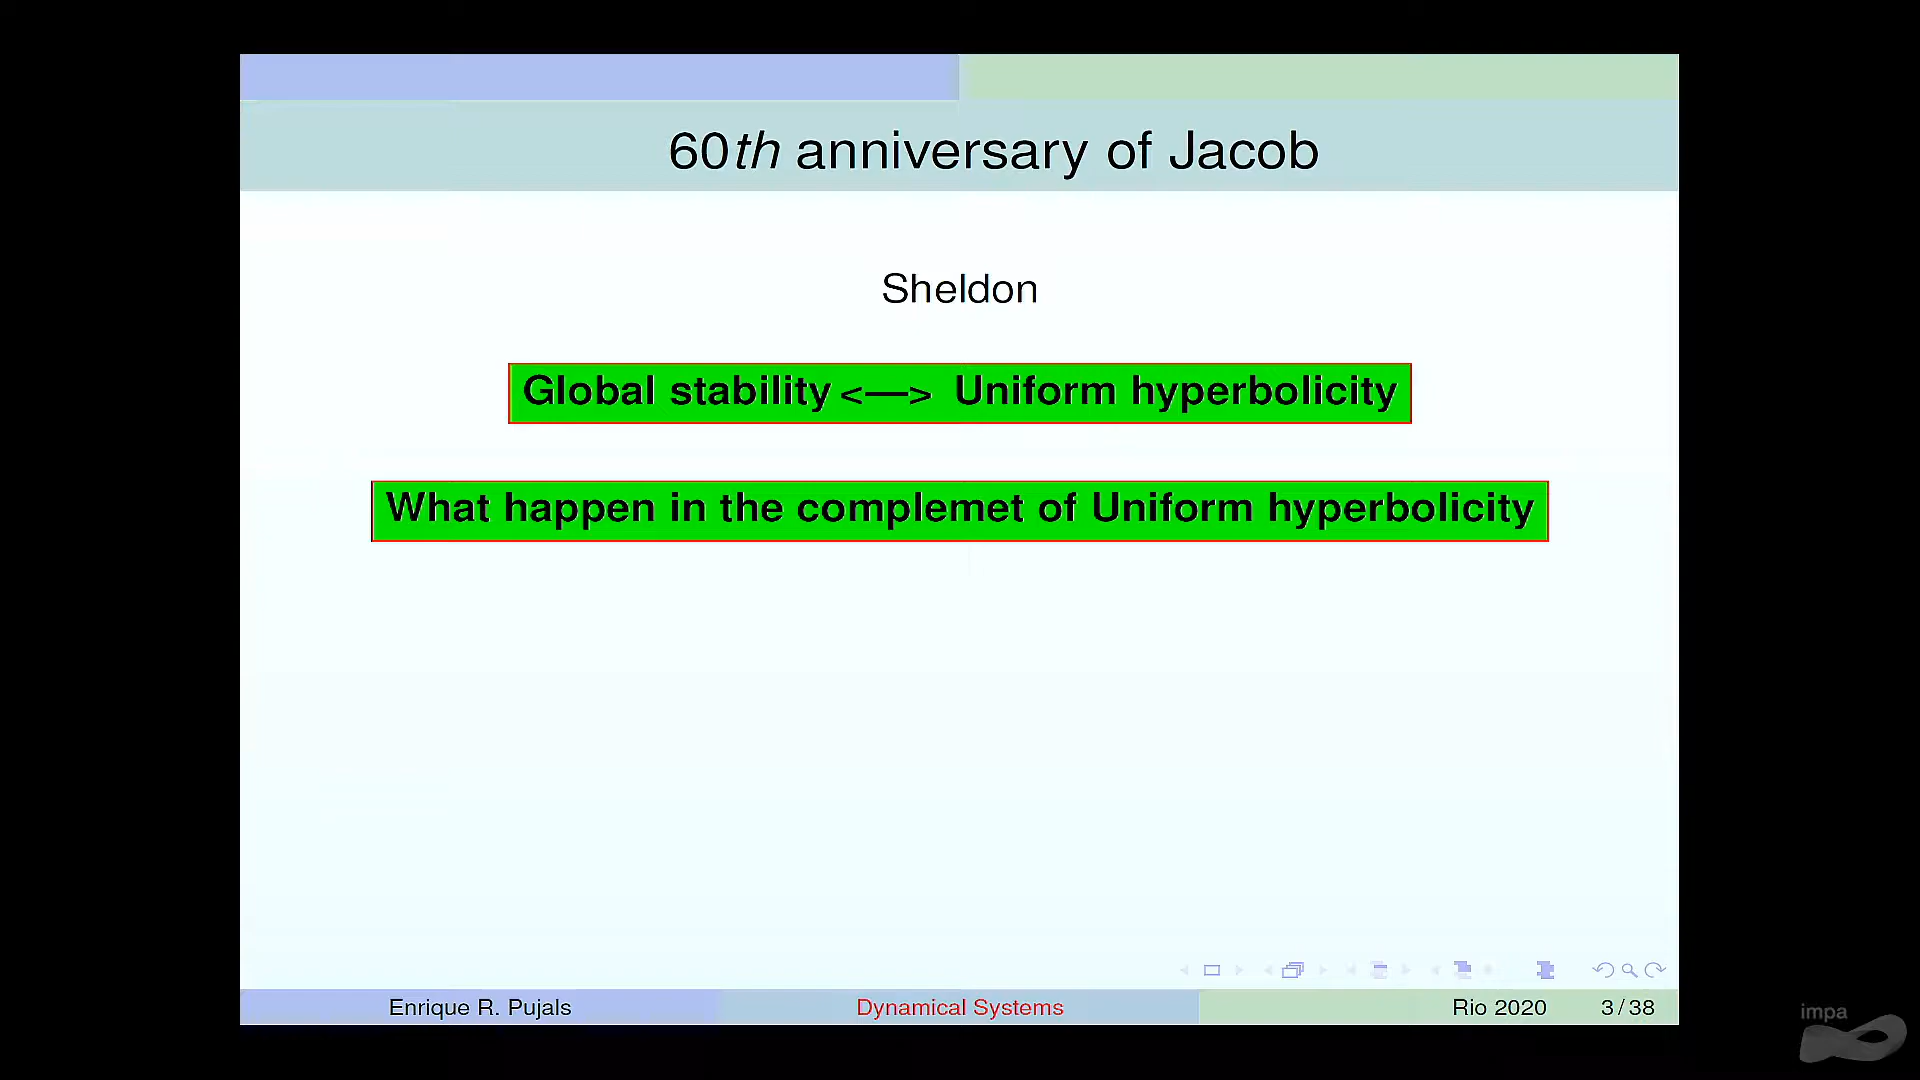 60th anniversary of Jacob
Sheldon
Global stability <—> Uniform hyperbolicity
What happen in the complemet of Uniform hyperbolicity
Enrique R. Pujals Dynamical Systems Rio 2020 3 / 38
impa